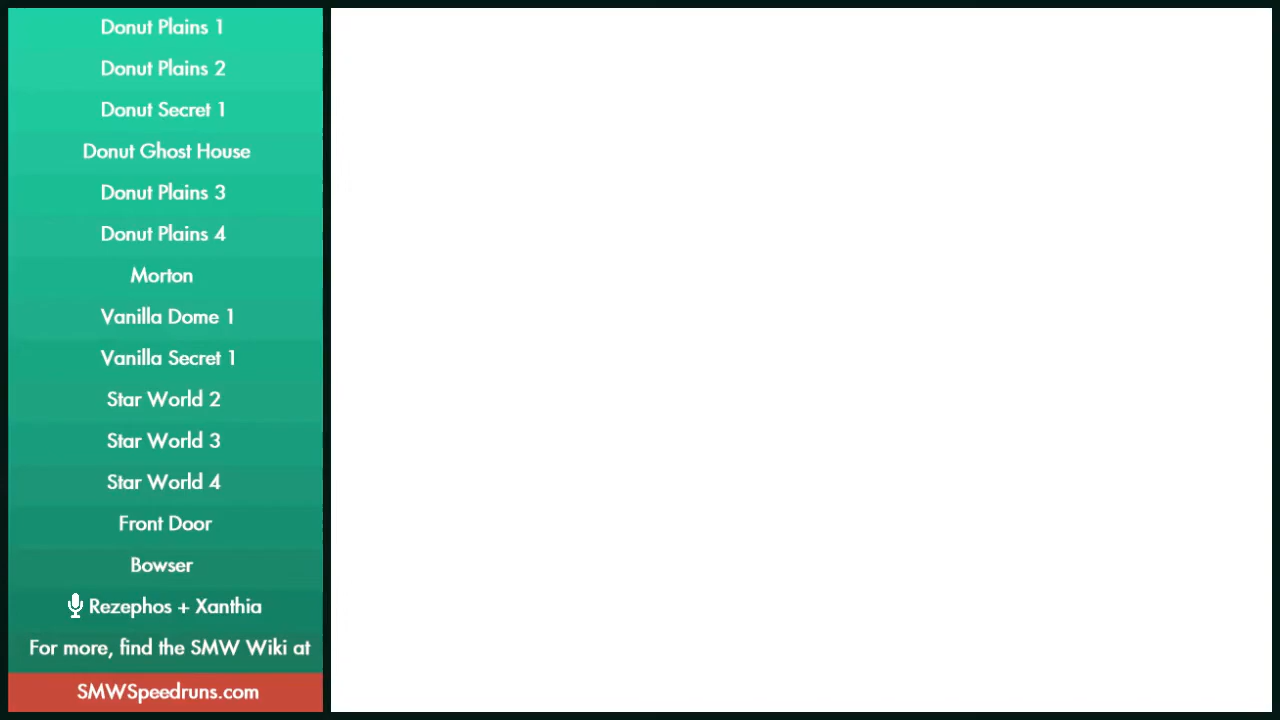 Donut Plains 1
Donut Plains 2
Donut Secret 1
Donut Ghost House
Donut Plains 3
Donut Plains 4
Morton
Vanilla Dome 1
Vanilla Secret 1
Star World 2
Star World 3
Star World 4
Front Door
Bowser
Rezephos + Xanthia
For more, find the SMW Wiki at
SMWSpeedruns.com